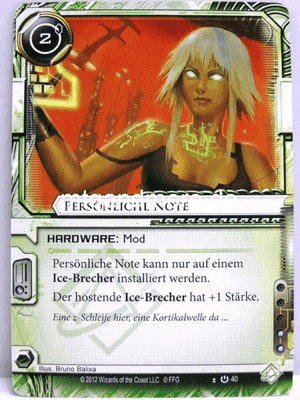 2
PERSÖNLICHE NOTE
HARDWARE: Mod
Persönliche Note kann nur auf einem
Ice-Brecher installiert werden.
Der hostende Ice-Brecher hat +1 Stärke.
Eine z-Schleife hier, eine Kortikalwelle da ...
Illus. Bruno Balixa
© 2012 Wizards of the Coast LLC. © FFG
40